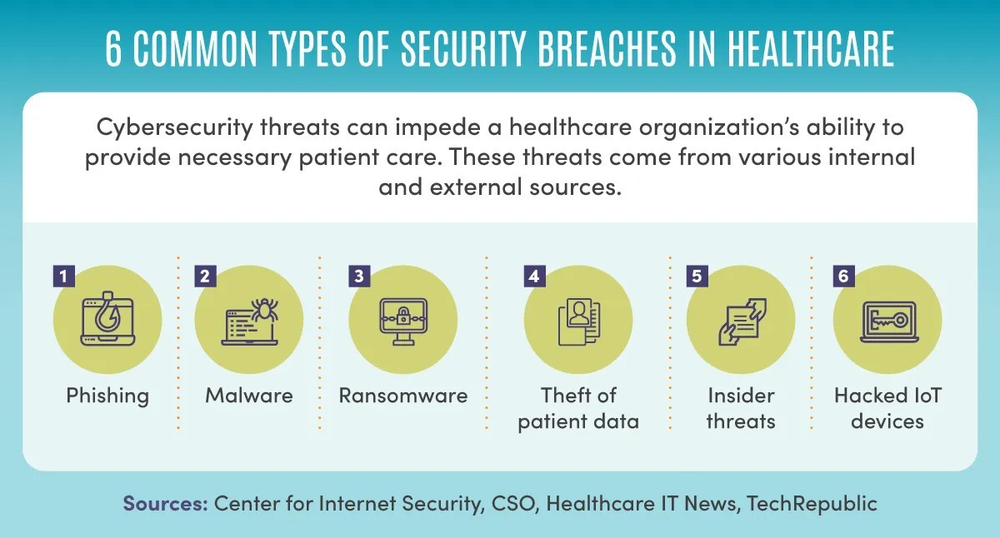 6 COMMON TYPES OF SECURITY BREACHES IN HEALTHCARE
Cybersecurity threats can impede a healthcare organization’s ability to
provide necessary patient care. These threats come from various internal
and external sources.
1
Phishing
2
Malware
3
Ransomware
4
Theft of
patient data
5
Insider
threats
6
Hacked IoT
devices
Sources: Center for Internet Security, CSO, Healthcare IT News, TechRepublic